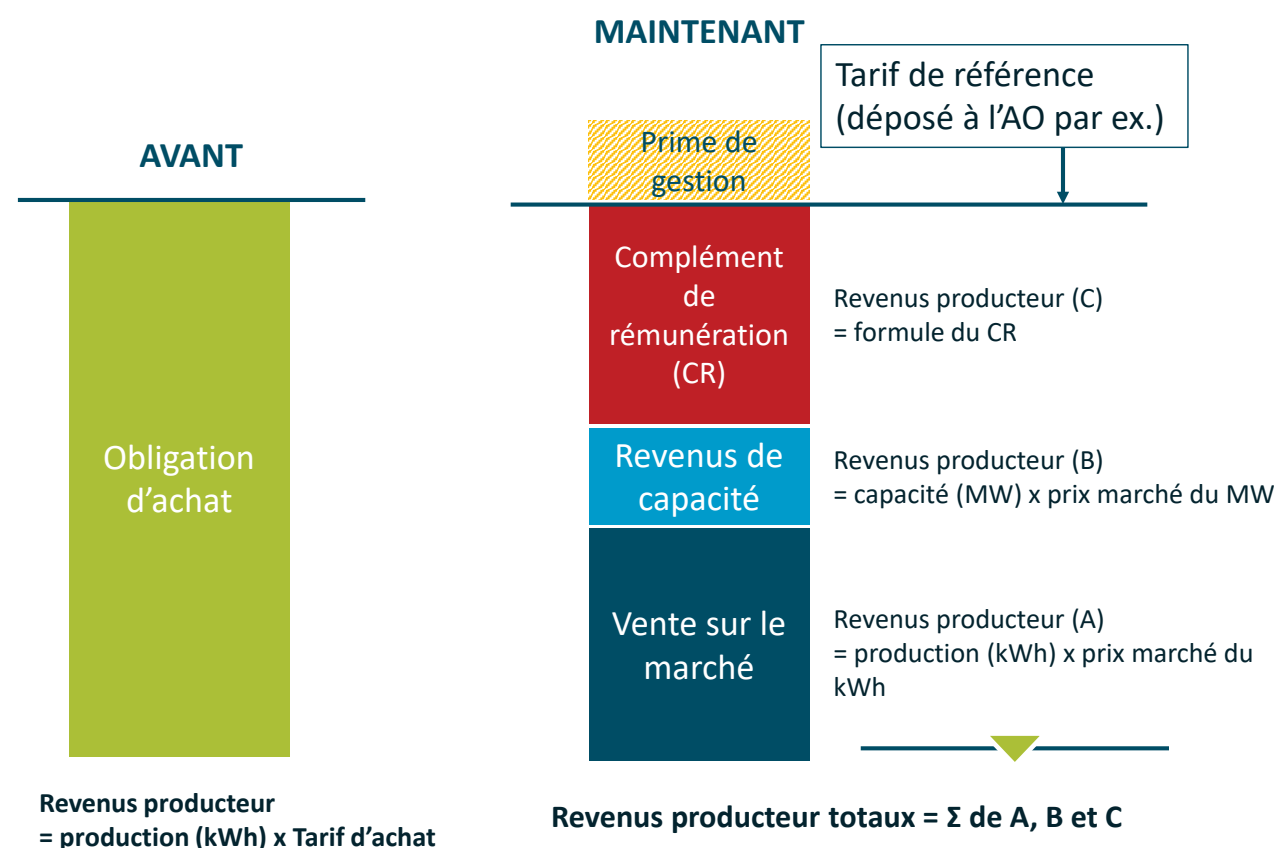 AVANT
Obligation
d’achat
Revenus producteur
= production (kWh) x Tarif d’achat
MAINTENANT
Tarif de référence
(déposé à l’AO par ex.)
Prime de
gestion
Complément
de
rémunération
(CR)
Revenus producteur (C)
= formule du CR
Revenus de
capacité
Revenus producteur (B)
= capacité (MW) x prix marché du MW
Vente sur le
marché
Revenus producteur (A)
= production (kWh) x prix marché du
kWh
Revenus producteur totaux = Σ de A, B et C